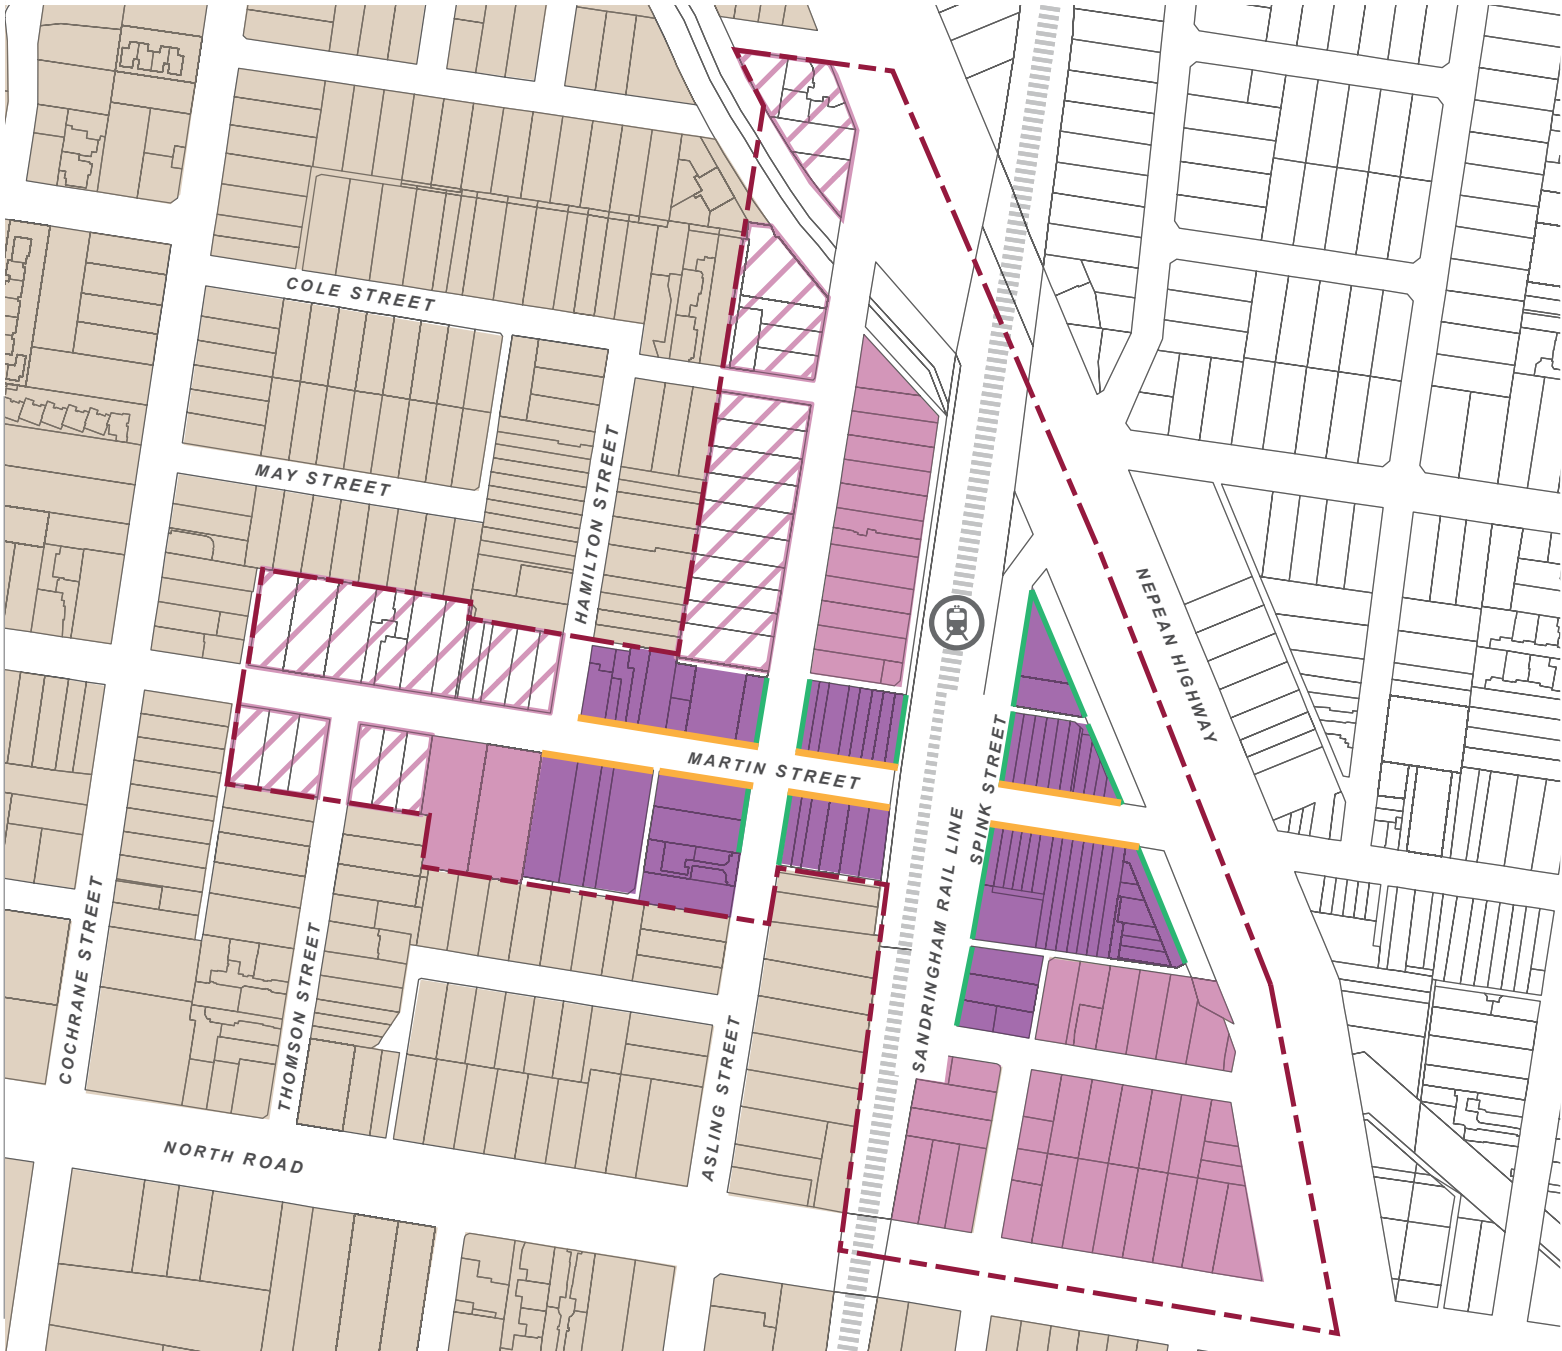 COLE STREET
MAY STREET
HAMILTON STREET
NEPEAN HIGHWAY
MARTIN STREET
SPINK STREET
SANDRINGHAM RAIL LINE
COCHRANE STREET
THOMSON STREET
ASLING STREET
NORTH ROAD